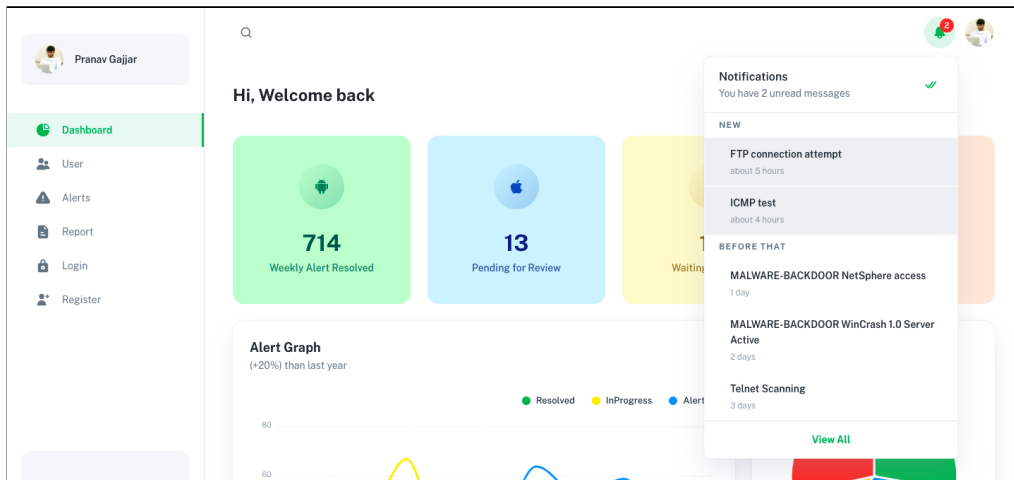 Pranav Gajjar
Dashboard
User
Alerts
Report
Login
Register
2
Hi, Welcome back
714
Weekly Alert Resolved
13
Pending for Review
Waiting
Notifications
You have 2 unread messages
NEW
FTP connection attempt
about 5 hours
ICMP test
about 4 hours
BEFORE THAT
MALWARE-BACKDOOR NetSphere access
1 day
MALWARE-BACKDOOR WinCrash 1.0 Server
Active
2 days
Telnet Scanning
3 days
View All
Alert Graph
(+20%) than last year
Resolved InProgress Alert
80
60